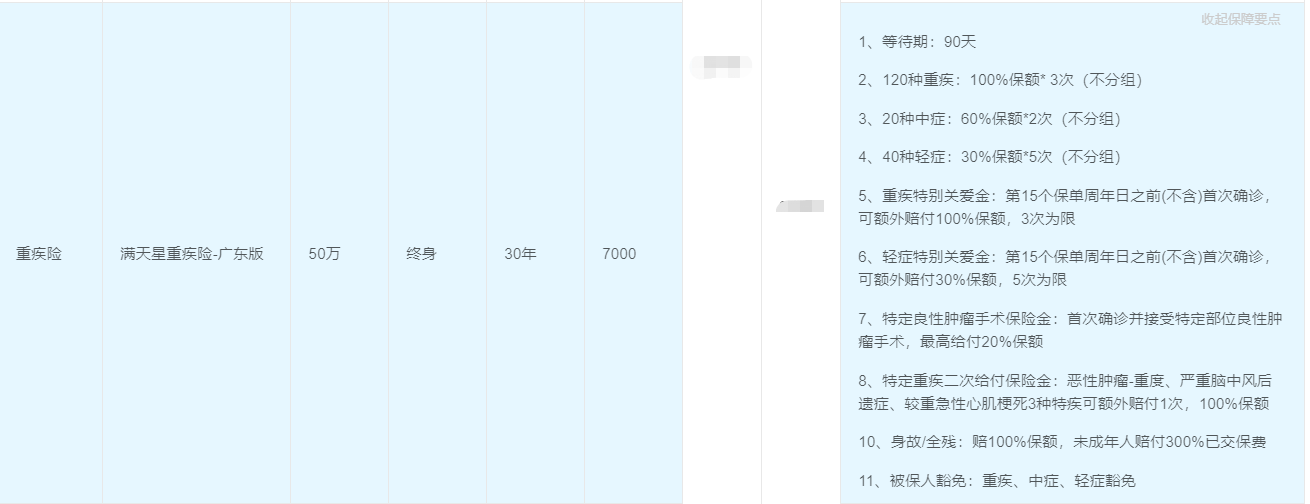 收起保障要点
重疾险
满天星重疾险-广东版
50万
终身
30年
7000
1、等待期：90天
2、120种重疾：100%保额* 3次（不分组）
3、20种中症：60%保额*2次（不分组）
4、40种轻症：30%保额*5次（不分组）
5、重疾特别关爱金：第15个保单周年日之前(不含)首次确诊，
可额外赔付100%保额，3次为限
6、轻症特别关爱金：第15个保单周年日之前(不含)首次确诊，
可额外赔付30%保额，5次为限
7、特定良性肿瘤手术保险金：首次确诊并接受特定部位良性肿
瘤手术，最高给付20%保额
8、特定重疾二次给付保险金：恶性肿瘤-重度、严重脑中风后
遗症、较重急性心肌梗死3种特疾可额外赔付1次，100%保额
10、身故/全残：赔100%保额，未成年人赔付300%已交保费
11、被保人豁免：重疾、中症、轻症豁免